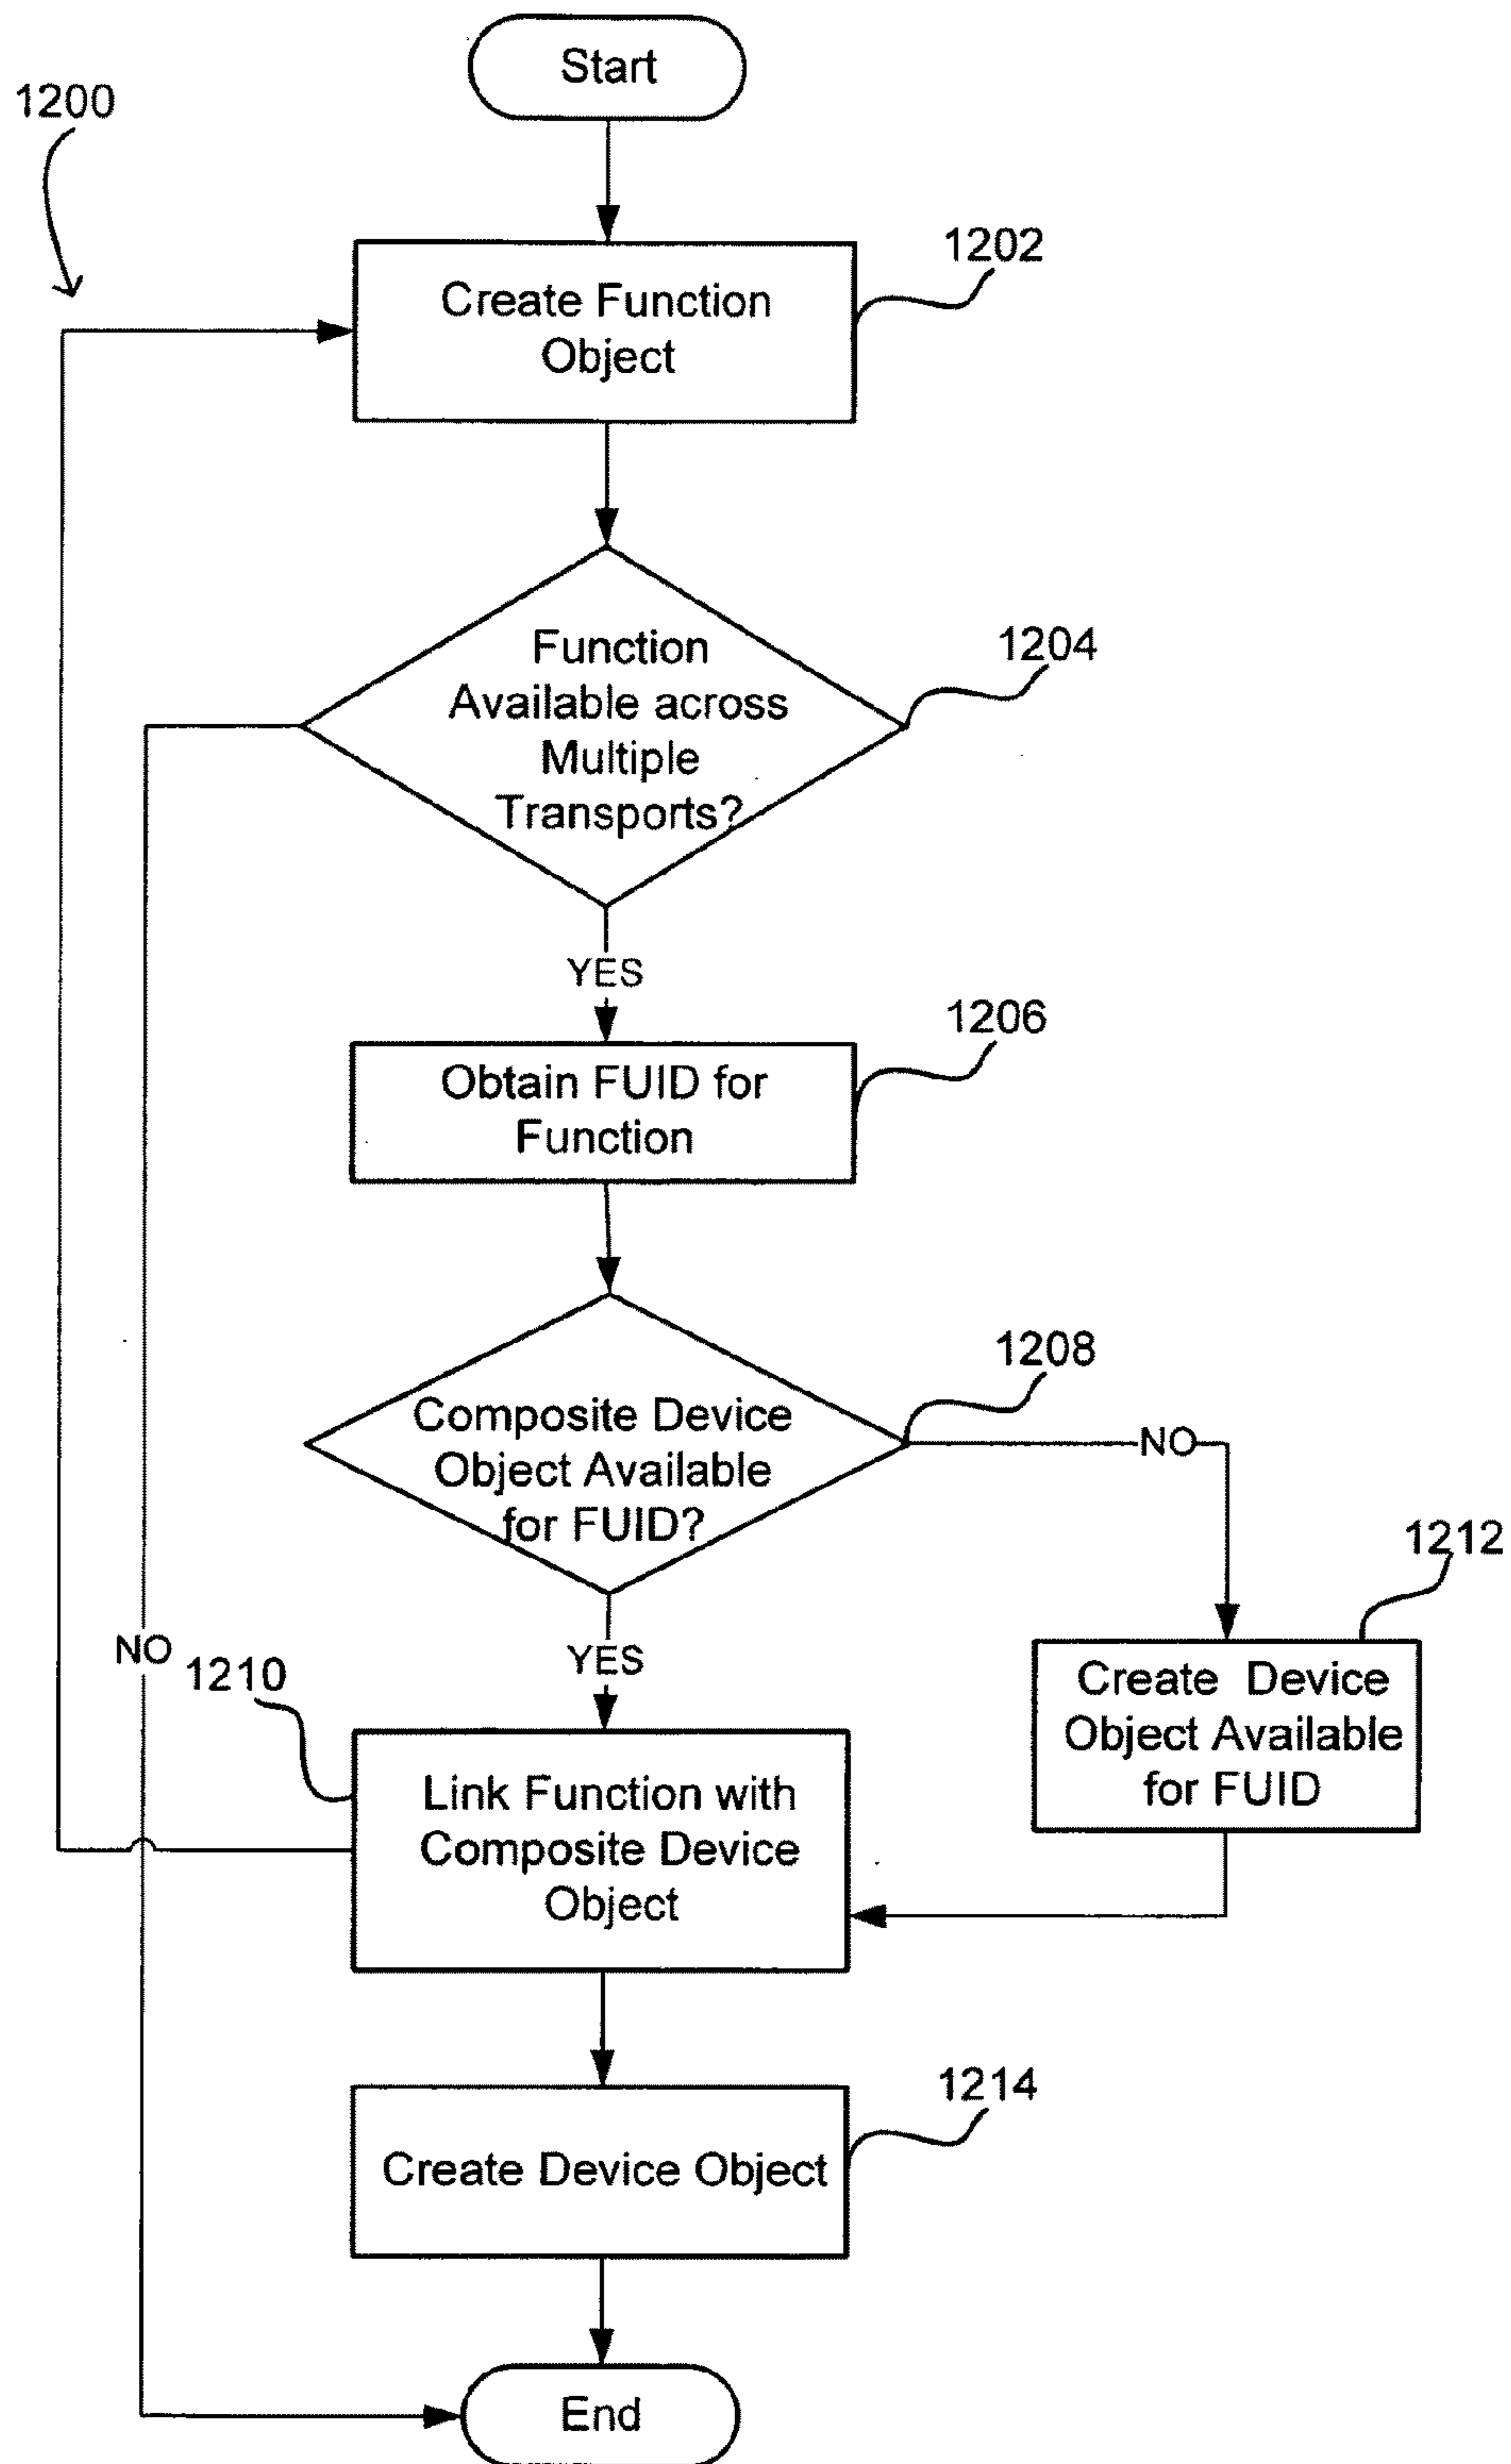 Start
1200
1202
Create Function
Object
1204
Function
Available across
Multiple
Transports?
YES
1206
Obtain FUID for
Function
1208
Composite Device
Object Available
for FUID?
NO
1212
NO
1210
YES
Create Device
Object Available
for FUID
Link Function with
Composite Device
Object
1214
Create Device Object
End